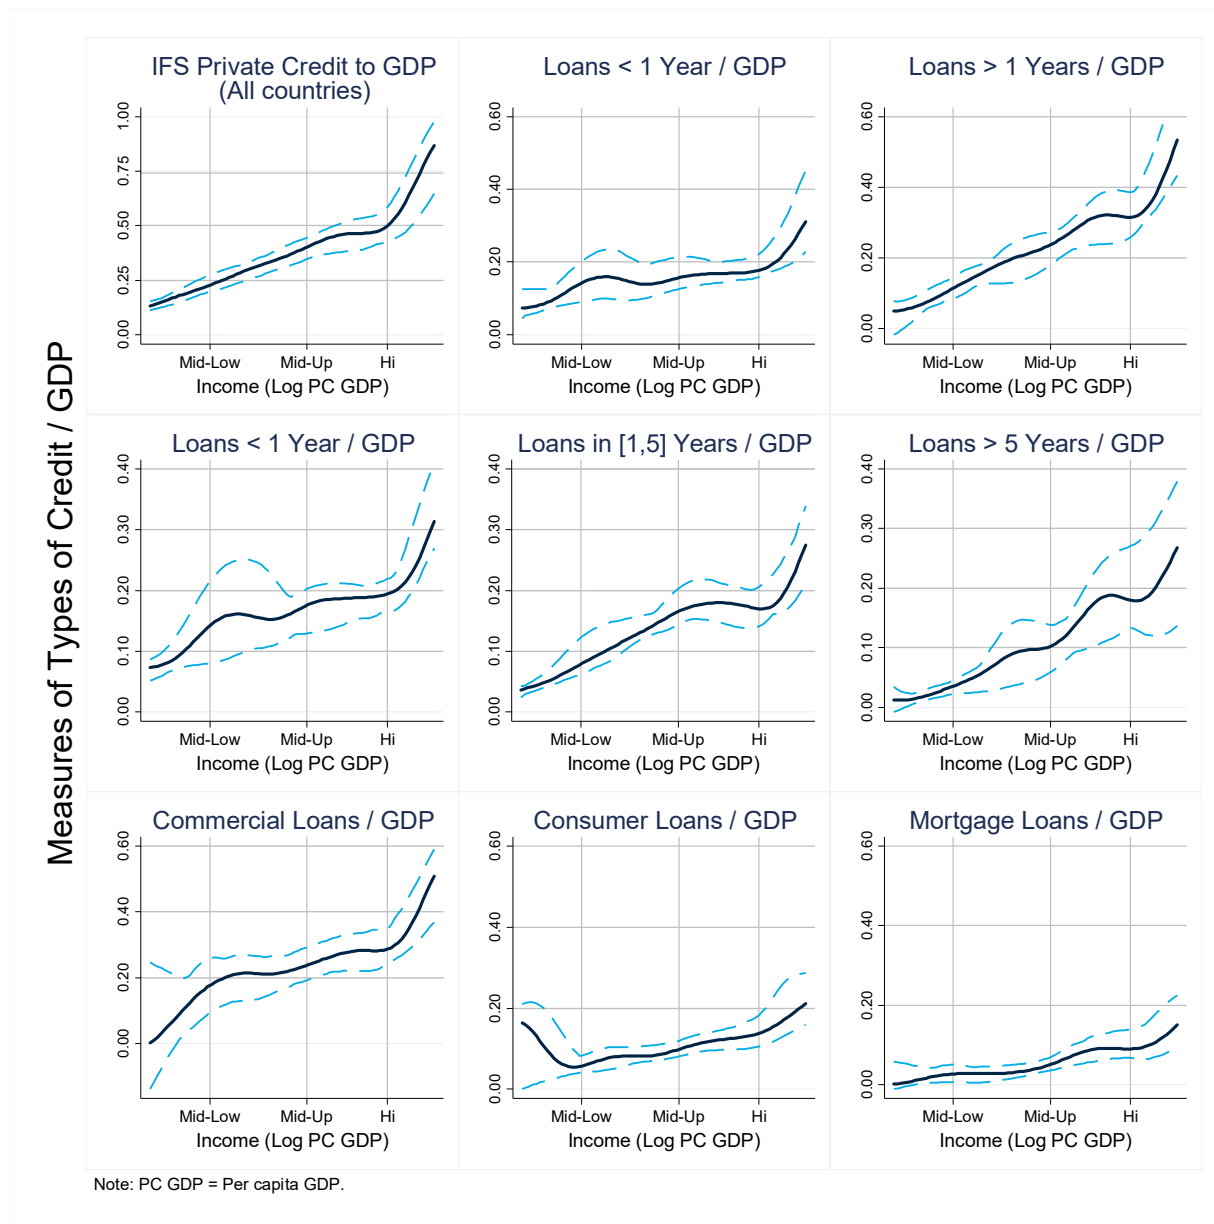 Measures of Types of Credit / GDP
IFS Private Credit to GDP
(All countries)
1.00
0.75
0.50
0.25
0.00
Mid-Low Mid-Up Hi
Income (Log PC GDP)
Loans < 1 Year / GDP
0.60
0.40
0.20
0.00
Mid-Low Mid-Up Hi
Income (Log PC GDP)
Loans > 1 Years / GDP
0.60
0.40
0.20
0.00
Mid-Low Mid-Up Hi
Income (Log PC GDP)
Loans < 1 Year / GDP
0.40
0.30
0.20
0.10
0.00
Mid-Low Mid-Up Hi
Income (Log PC GDP)
Loans in [1,5] Years / GDP
0.40
0.30
0.20
0.10
0.00
Mid-Low Mid-Up Hi
Income (Log PC GDP)
Loans > 5 Years / GDP
0.40
0.30
0.20
0.10
0.00
Mid-Low Mid-Up Hi
Income (Log PC GDP)
Commercial Loans / GDP
0.60
0.40
0.20
0.00
Mid-Low Mid-Up Hi
Income (Log PC GDP)
Consumer Loans / GDP
0.60
0.40
0.20
0.00
Mid-Low Mid-Up Hi
Income (Log PC GDP)
Mortgage Loans / GDP
0.60
0.40
0.20
0.00
Mid-Low Mid-Up Hi
Income (Log PC GDP)
Note: PC GDP = Per capita GDP.